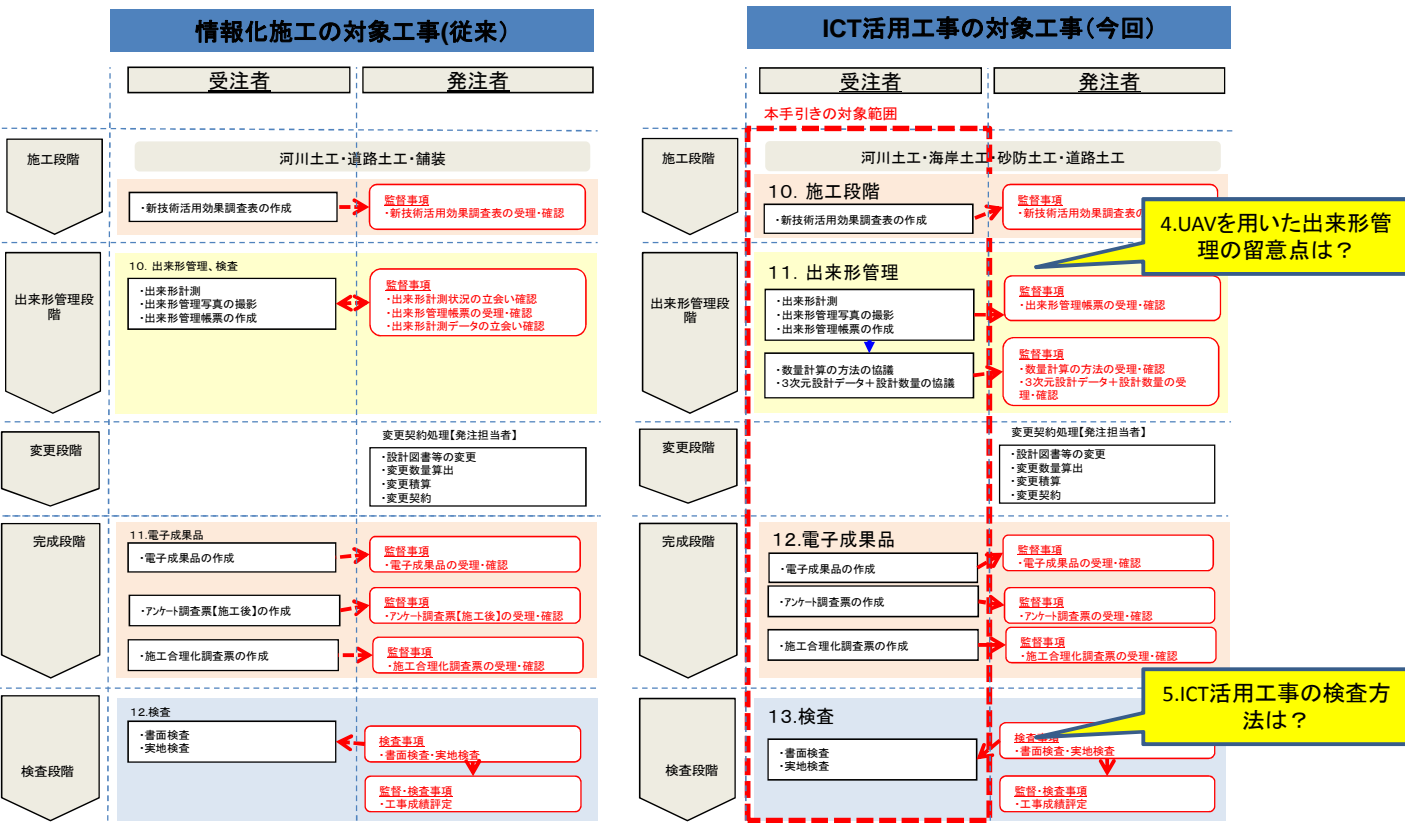 情報化施工の対象工事(従来)
受注者
発注者
施工段階
河川土工・道路土工・舗装
・新技術活用効果調査表の作成
監督事項
・新技術活用効果調査表の受理・確認
出来形管理段
階
10. 出来形管理、検査
・出来形計測
・出来形管理写真の撮影
・出来形管理帳票の作成
監督事項
・出来形計測状況の立会い確認
・出来形管理帳票の受理・確認
・出来形計測データの立会い確認
変更段階
変更契約処理【発注担当者】
・設計図書等の変更
・変更数量算出
・変更積算
・変更契約
完成段階
11.電子成果品
・電子成果品の作成
監督事項
・電子成果品の受理・確認
・アンケート調査票【施工後】の作成
監督事項
・アンケート調査票【施工後】の受理・確認
・施工合理化調査票の作成
監督事項
・施工合理化調査票の受理・確認
検査段階
12.検査
・書面検査
・実地検査
検査事項
・書面検査・実地検査
監督・検査事項
・工事成績評定
ICT活用工事の対象工事(今回)
受注者
発注者
本手引きの対象範囲
施工段階
河川土工・海岸土工・砂防土工・道路土工
10. 施工段階
・新技術活用効果調査表の作成
監督事項
・新技術活用効果調査表の
4.UAVを用いた出来形管
理の留意点は?
出来形管理段
階
11. 出来形管理
・出来形計測
・出来形管理写真の撮影
・出来形管理帳票の作成
監督事項
・出来形管理帳票の受理・確認
・数量計算の方法の協議
・3次元設計データ+設計数量の協議
監督事項
・数量計算の方法の受理・確認
・3次元設計データ+設計数量の受
理・確認
変更段階
変更契約処理【発注担当者】
・設計図書等の変更
・変更数量算出
・変更積算
・変更契約
完成段階
12.電子成果品
・電子成果品の作成
監督事項
・電子成果品の受理・確認
・アンケート調査票の作成
監督事項
・アンケート調査票の受理・確認
・施工合理化調査票の作成
監督事項
・施工合理化調査票の受理・確認
5.ICT活用工事の検査方
法は?
検査段階
13.検査
・書面検査
・実地検査
検査事項
・書面検査・実地検査
監督・検査事項
・工事成績評定